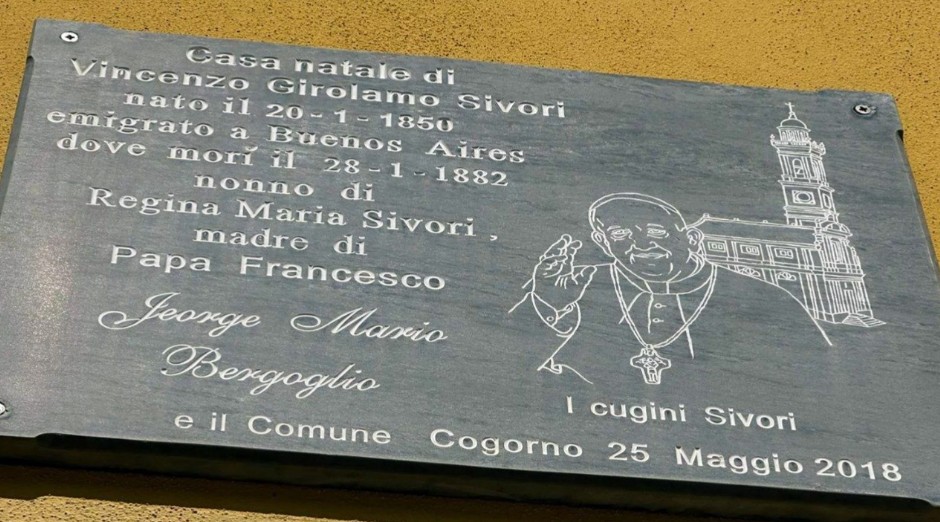 Casa natale di
Vincenzo Girolamo Sivori
nato il 20-1-1850
emigrato a Buenos Aires
dove morì il 28-1-1882
nonno di
Regina Maria Sivori,
madre di
Papa Francesco
Jeorge Mario
Bergoglio
I cugini Sivori
e il Comune Cogorno 25 Maggio 2018